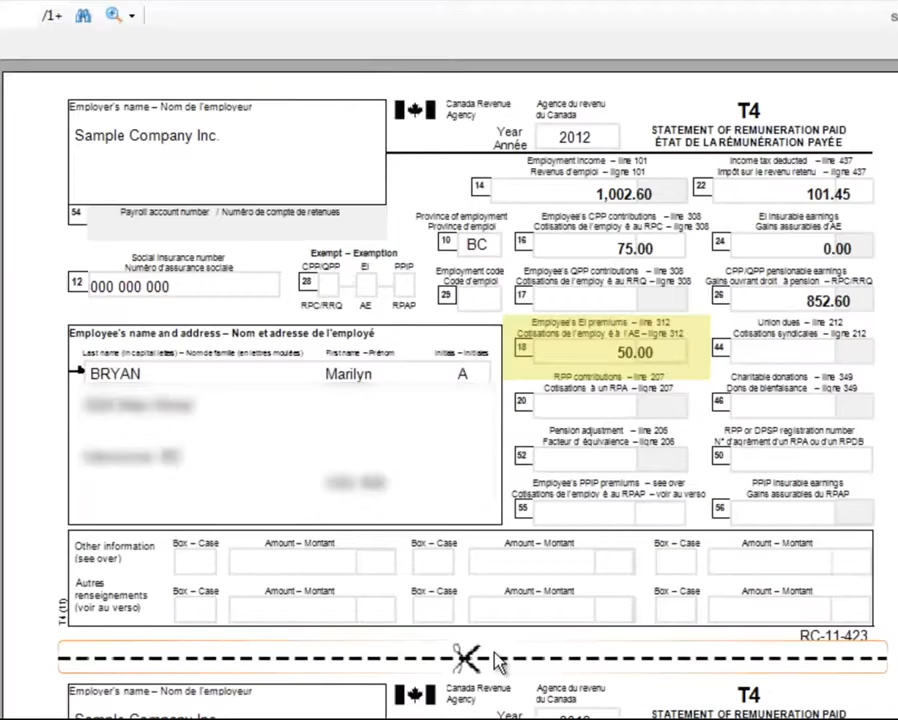 /1+
s
Employer's name – Nom de l'employeur
Sample Company Inc.
Canada Revenue Agency
Agence du revenu du Canada
Year
Année
2012
T4
STATEMENT OF REMUNERATION PAID
ÉTAT DE LA RÉMUNÉRATION PAYÉE
Employment income – line 101
Revenus d'emploi – ligne 101
14
1,002.60
Income tax deducted – line 437
Impôt sur le revenu retenu – ligne 437
22
101.45
54
Payroll account number / Numéro de compte de retenues
Province of employment
Province d'emploi
10
BC
Employee's CPP contributions – line 308
Cotisations de l'employé au RPC – ligne 308
16
75.00
EI insurable earnings
Gains assurables d'AE
24
0.00
Social insurance number
Numéro d'assurance sociale
12
000 000 000
Exempt – Exemption
CPP/QPP
EI
PPIP
28
RPC/RRQ
AE
RPAP
Employment code
Code d'emploi
29
Employee's QPP contributions – line 308
Cotisations de l'employé au RRQ – ligne 308
17
CPP/QPP pensionable earnings
Gains ouvrant droit à pension – RPC/RRQ
26
852.60
Employee's name and address – Nom et adresse de l'employé
Last name (in capital letters) – Nom de famille (en lettres moulées)
First name – Prénom
Initials – Initiales
BRYAN
Marilyn
A
Employee's EI premiums – line 312
Cotisations de l'employé à l'AE – ligne 312
18
50.00
Union dues – line 212
Cotisations syndicales – ligne 212
44
RPP contributions – line 207
Cotisations à un RPA – ligne 207
20
Charitable donations – line 349
Dons de bienfaisance – ligne 349
46
Pension adjustment – line 206
Facteur d'équivalence – ligne 206
52
RPP or DPSP registration number
N° d'agrément d'un RPA ou d'un RPDB
50
Employee's PPIP premiums – see over
Cotisations de l'employé au RPAP – voir au verso
55
PPIP insurable earnings
Gains assurables du RPAP
56
Other information
(see over)
Box – Case
Amount – Montant
Box – Case
Amount – Montant
Box – Case
Amount – Montant
Autres
renseignements
(voir au verso)
Box – Case
Amount – Montant
Box – Case
Amount – Montant
Box – Case
Amount – Montant
T4 (11)
RC-11-423
Employer's name – Nom de l'employeur
Sample Company Inc.
Canada Revenue Agency
Agence du revenu du Canada
Year
2012
T4
STATEMENT OF REMUNERATION PAID